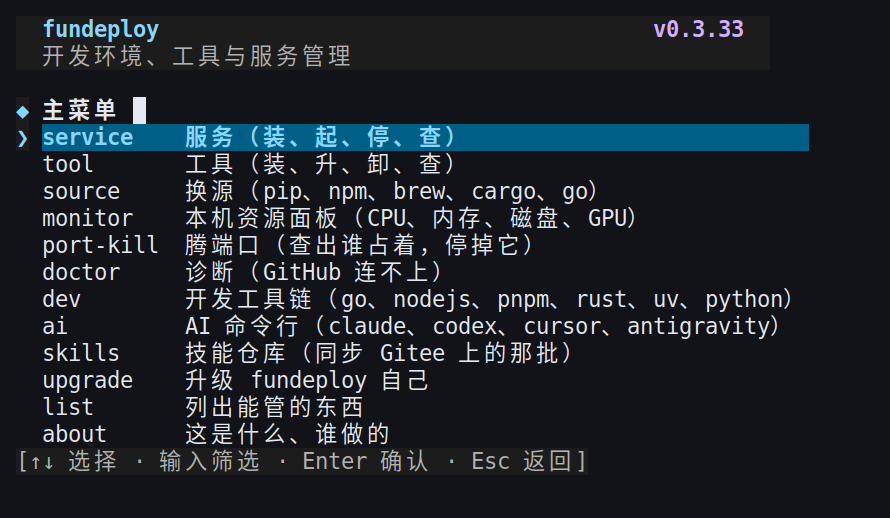 fundeploy v0.3.33
开发环境、工具与服务管理
◆ 主菜单
❯ service 服务（装、起、停、查）
tool 工具（装、升、卸、查）
source 换源（pip、npm、brew、cargo、go）
monitor 本机资源面板（CPU、内存、磁盘、GPU）
port-kill 腾端口（查出谁占着，停掉它）
doctor 诊断（GitHub 连不上）
dev 开发工具链（go、nodejs、pnpm、rust、uv、python）
ai AI 命令行（claude、codex、cursor、antigravity）
skills 技能仓库（同步 Gitee 上的那批）
upgrade 升级 fundeploy 自己
list 列出能管的东西
about 这是什么、谁做的
[↑↓ 选择 · 输入筛选 · Enter 确认 · Esc 返回]